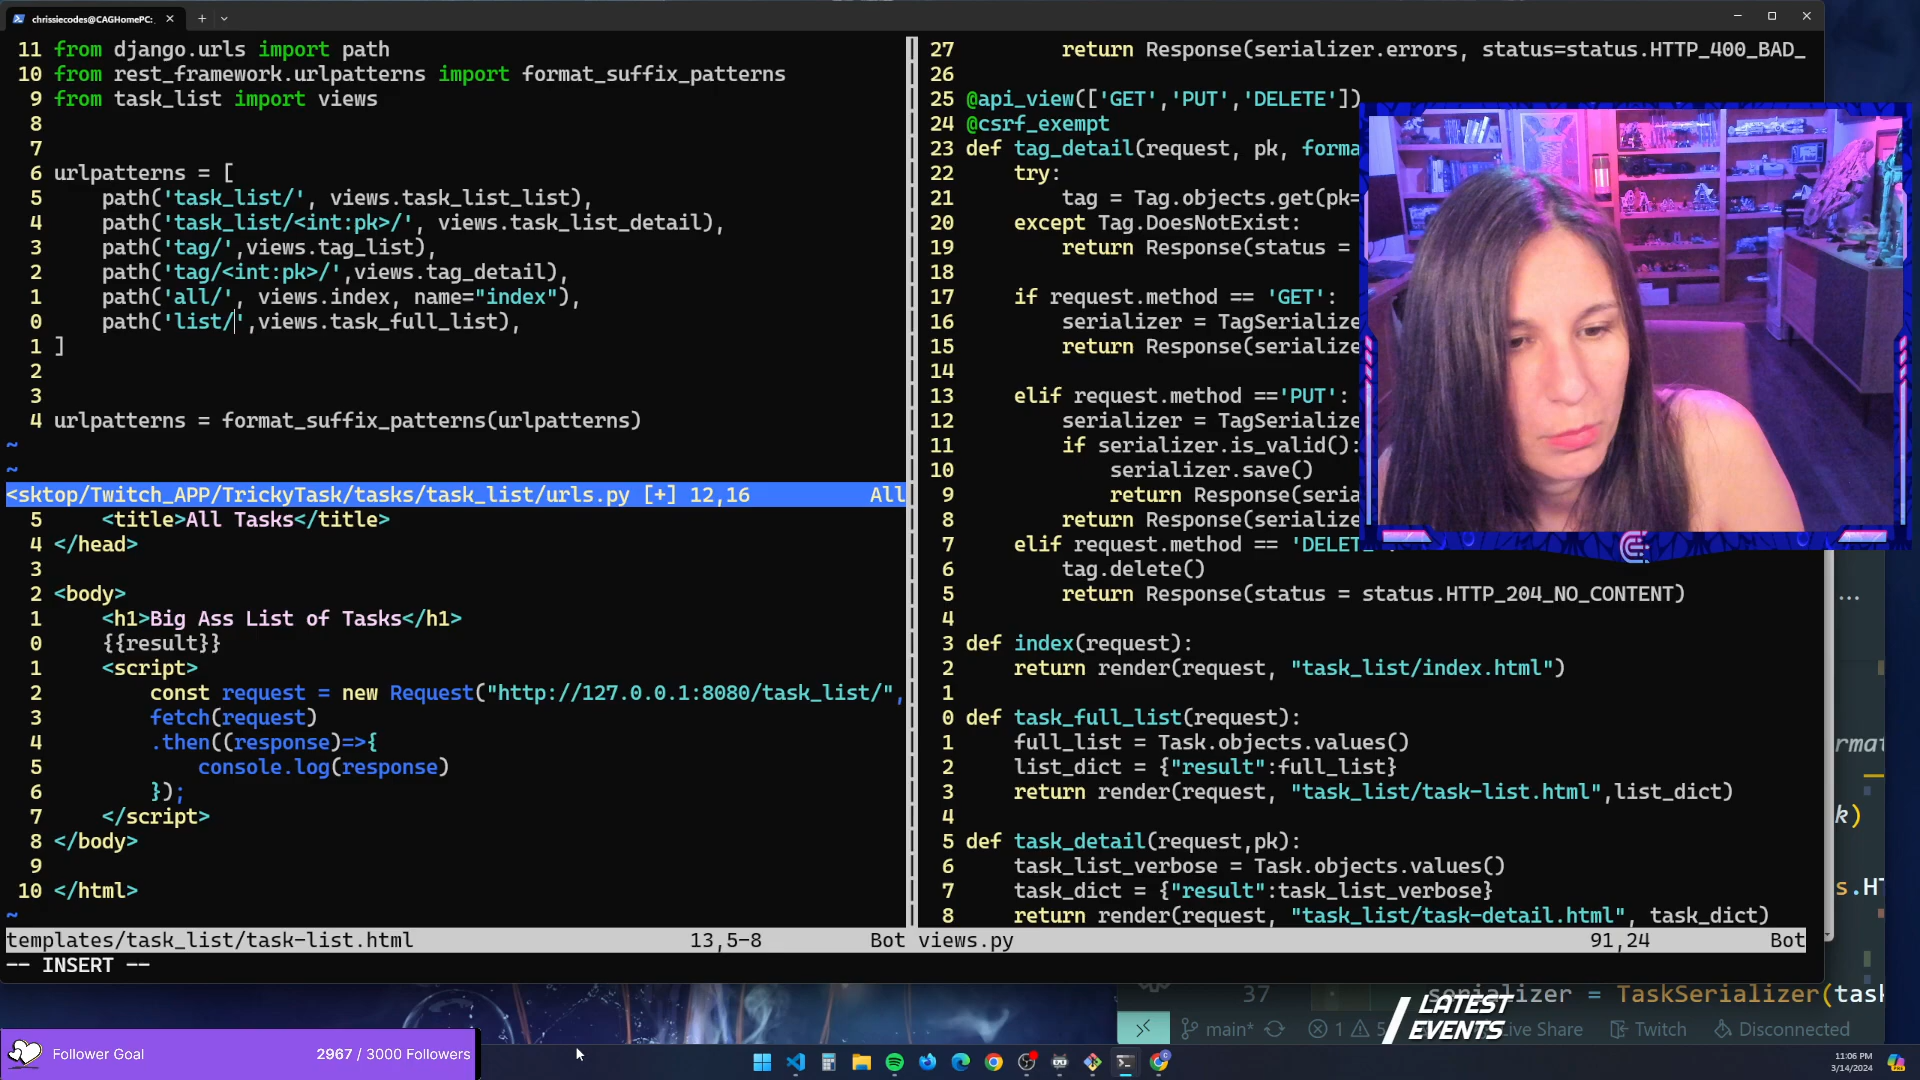 chrissiecodes@CAGHomePC:
11 from django.urls import path
10 from rest_framework.urlpatterns import format_suffix_patterns
9 from task_list import views
8
7
6 urlpatterns = [
5 path('task_list/', views.task_list_list),
4 path('task_list/<int:pk>/', views.task_list_detail),
3 path('tag/',views.tag_list),
2 path('tag/<int:pk>/',views.tag_detail),
1 path('all/', views.index, name="index"),
0 path('list/',views.task_full_list),
1 ]
2
3
4 urlpatterns = format_suffix_patterns(urlpatterns)
~
~
<sktop/Twitch_APP/TrickyTask/tasks/task_list/urls.py [+] 12,16 All
5 <title>All Tasks</title>
4 </head>
3
2 <body>
1 <h1>Big Ass List of Tasks</h1>
0 {{result}}
1 <script>
2 const request = new Request("http://127.0.0.1:8080/task_list/",
3 fetch(request)
4 .then((response)=>{
5 console.log(response)
6 });
7 </script>
8 </body>
9
10 </html>
~
templates/task_list/task-list.html 13,5-8 Bot
-- INSERT --
27 return Response(serializer.errors, status=status.HTTP_400_BAD_
26
25 @api_view(['GET','PUT','DELETE'])
24 @csrf_exempt
23 def tag_detail(request, pk, forma
22 try:
21 tag = Tag.objects.get(pk=
20 except Tag.DoesNotExist:
19 return Response(status =
18
17 if request.method == 'GET':
16 serializer = TagSerialize
15 return Response(serialize
14
13 elif request.method =='PUT':
12 serializer = TagSerialize
11 if serializer.is_valid():
10 serializer.save()
9 return Response(seria
8 return Response(serialize
7 elif request.method == 'DELET
6 tag.delete()
5 return Response(status = status.HTTP_204_NO_CONTENT)
4
3 def index(request):
2 return render(request, "task_list/index.html")
1
0 def task_full_list(request):
1 full_list = Task.objects.values()
2 list_dict = {"result":full_list}
3 return render(request, "task_list/task-list.html",list_dict)
4
5 def task_detail(request,pk):
6 task_list_verbose = Task.objects.values()
7 task_dict = {"result":task_list_verbose}
8 return render(request, "task_list/task-detail.html", task_dict)
views.py 91,24 Bot
...
k)
s.HT
37 serializer = TaskSerializer(task
LATEST
EVENTS
main* 1 5 Live Share Twitch Disconnected
Follower Goal 2967 / 3000 Followers
11:06 PM
3/14/2024